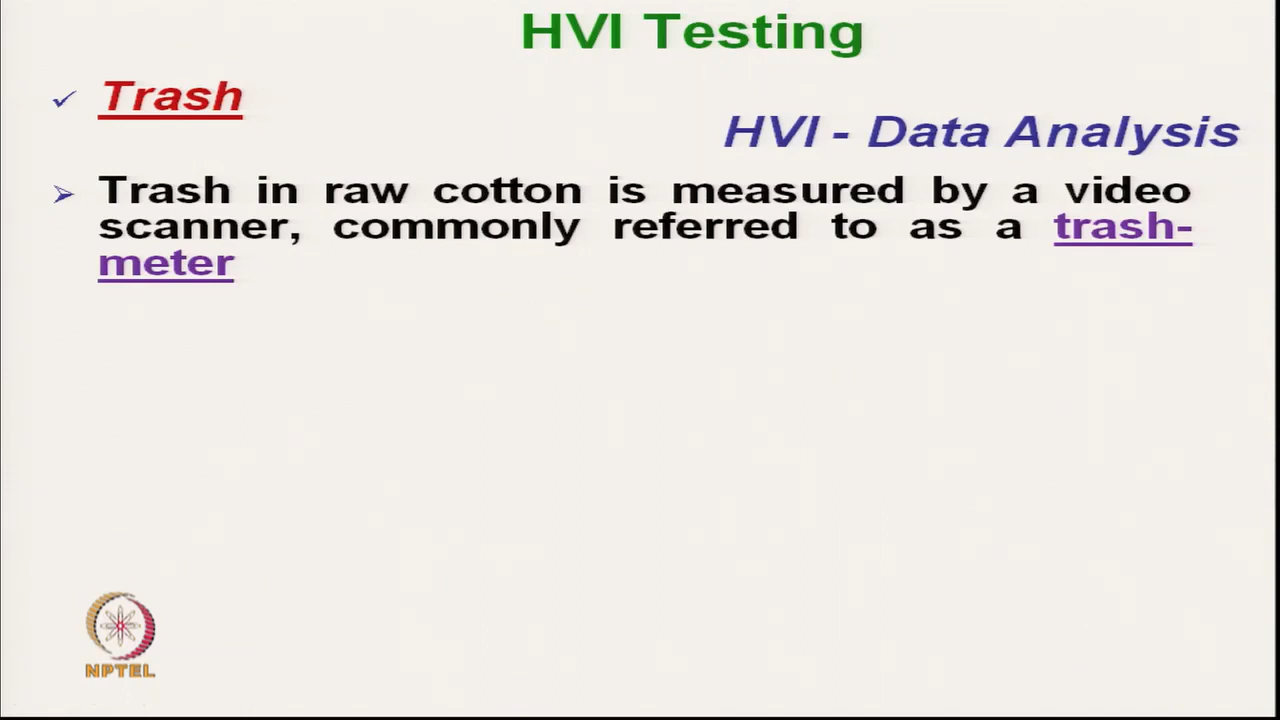 HVI Testing
✓ Trash
HVI - Data Analysis
➢ Trash in raw cotton is measured by a video
scanner, commonly referred to as a trash-
meter
NPTEL